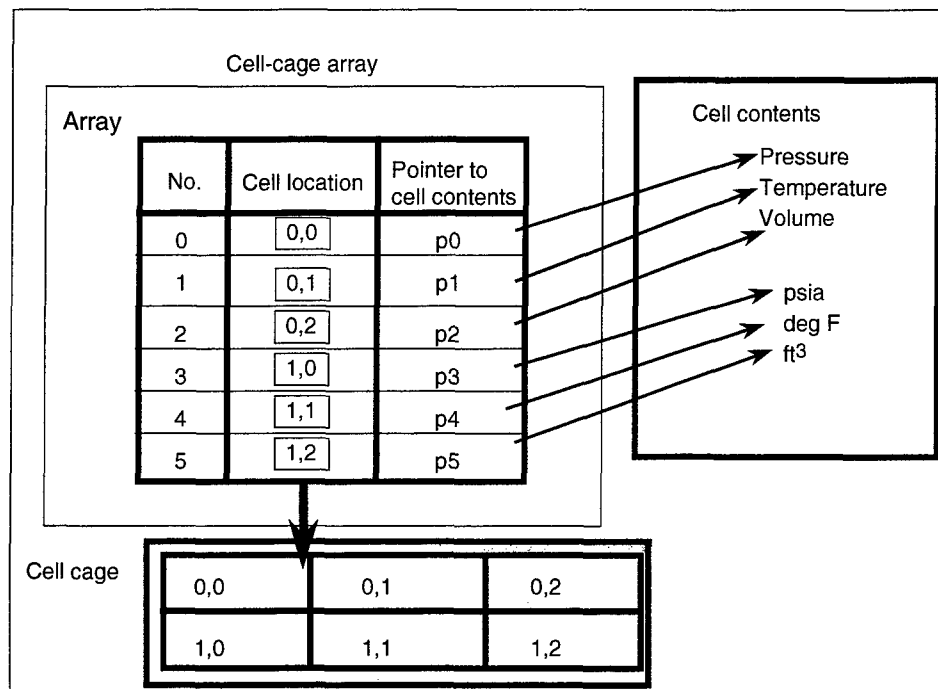 Cell-cage array
Array
No. Cell location Pointer to cell contents
0 0,0 p0
1 0,1 p1
2 0,2 p2
3 1,0 p3
4 1,1 p4
5 1,2 p5
Cell contents
Pressure
Temperature
Volume
psia
deg F
ft³
Cell cage
0,0 0,1 0,2
1,0 1,1 1,2